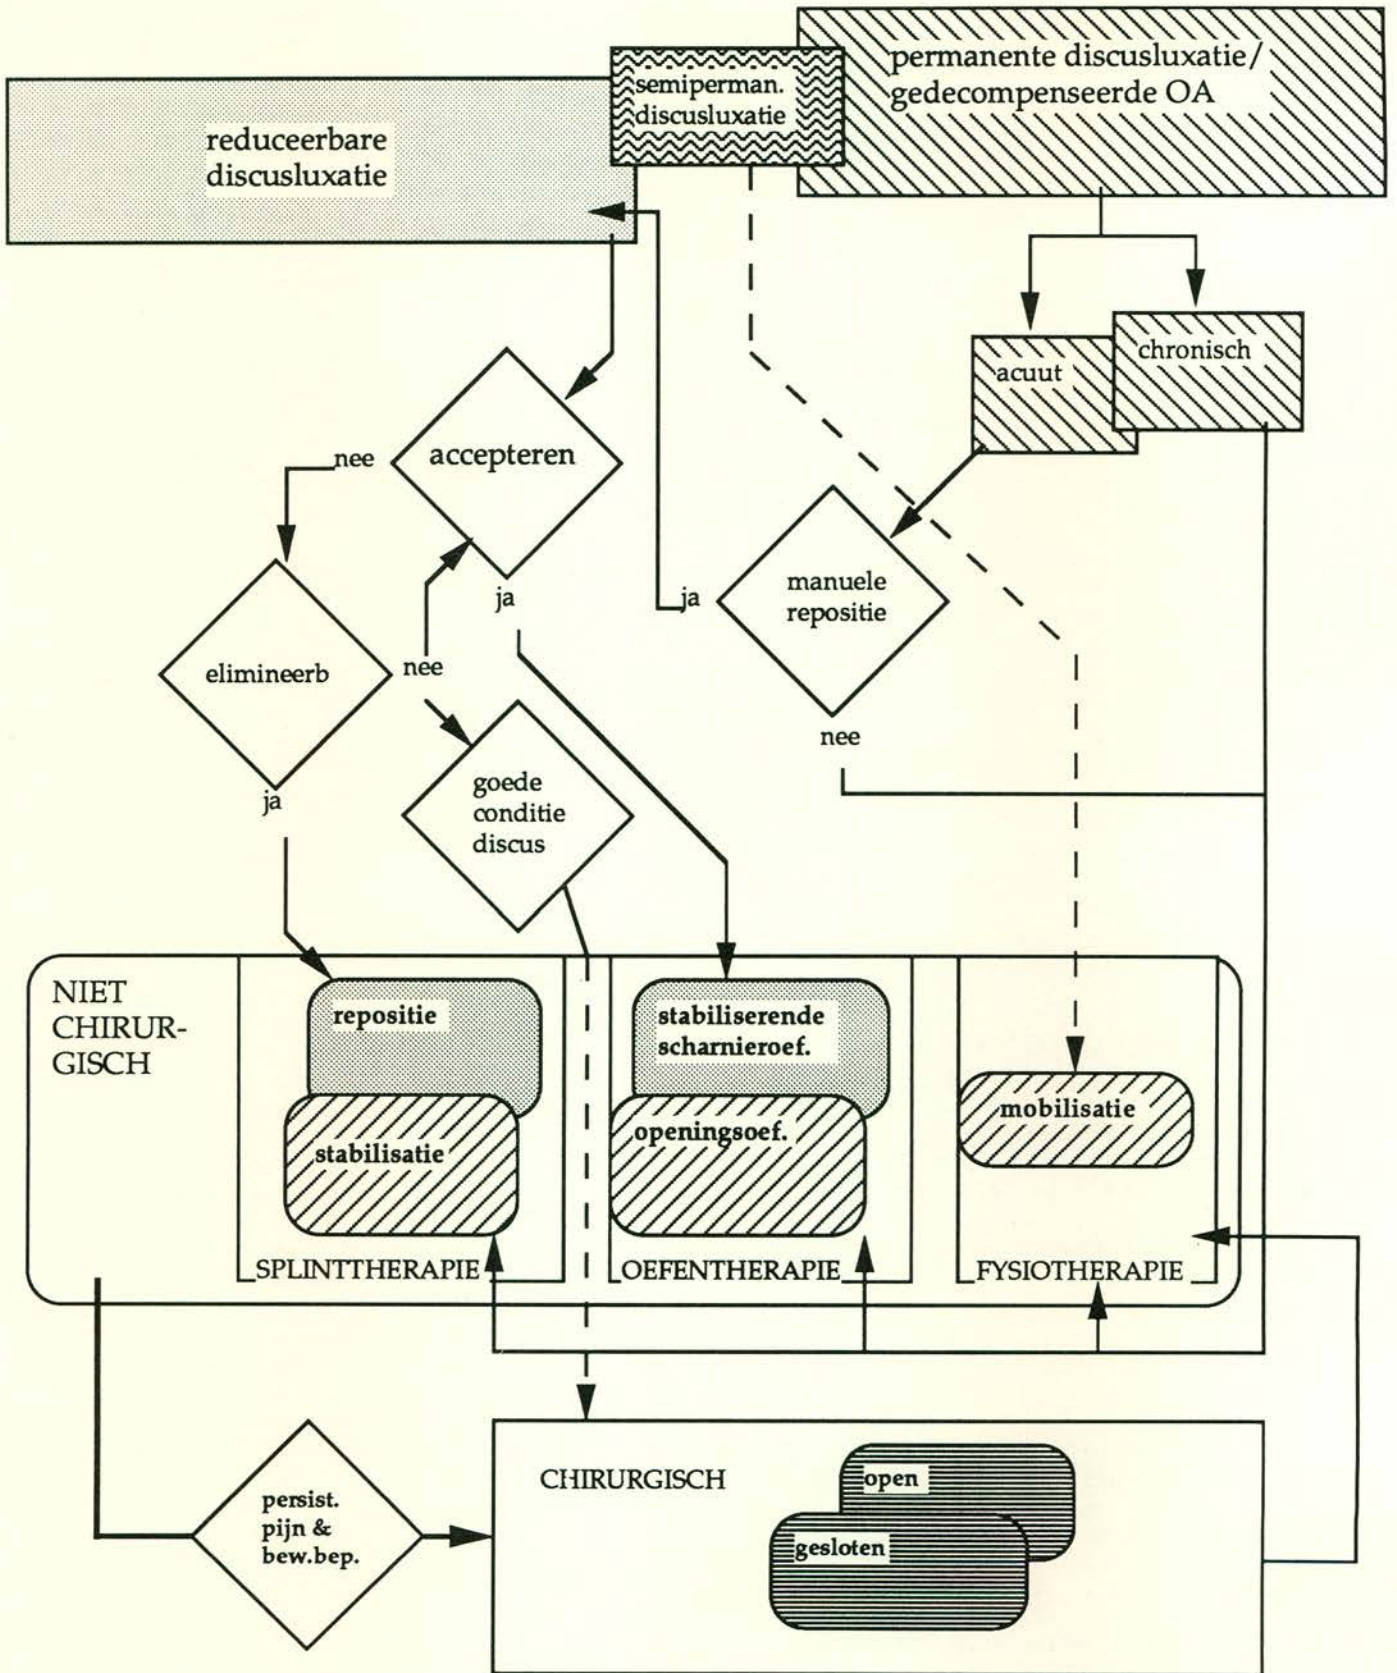 permanente discusluxatie/
gedecompenseerde OA
semiperman.
discusluxatie
reduceerbare
discusluxatie
chronisch
acuut
accepteren
nee
ja
manuele
repositie
ja
nee
elimineerb
nee
ja
goede
conditie
discus
NIET
CHIRUR-
GISCH
repositie
stabilisatie
SPLINTTHERAPIE
stabiliserende
scharnieroef.
openingsoef.
OEFENTHERAPIE
mobilisatie
FYSIOTHERAPIE
persist.
pijn &
bew.bep.
CHIRURGISCH
open
gesloten